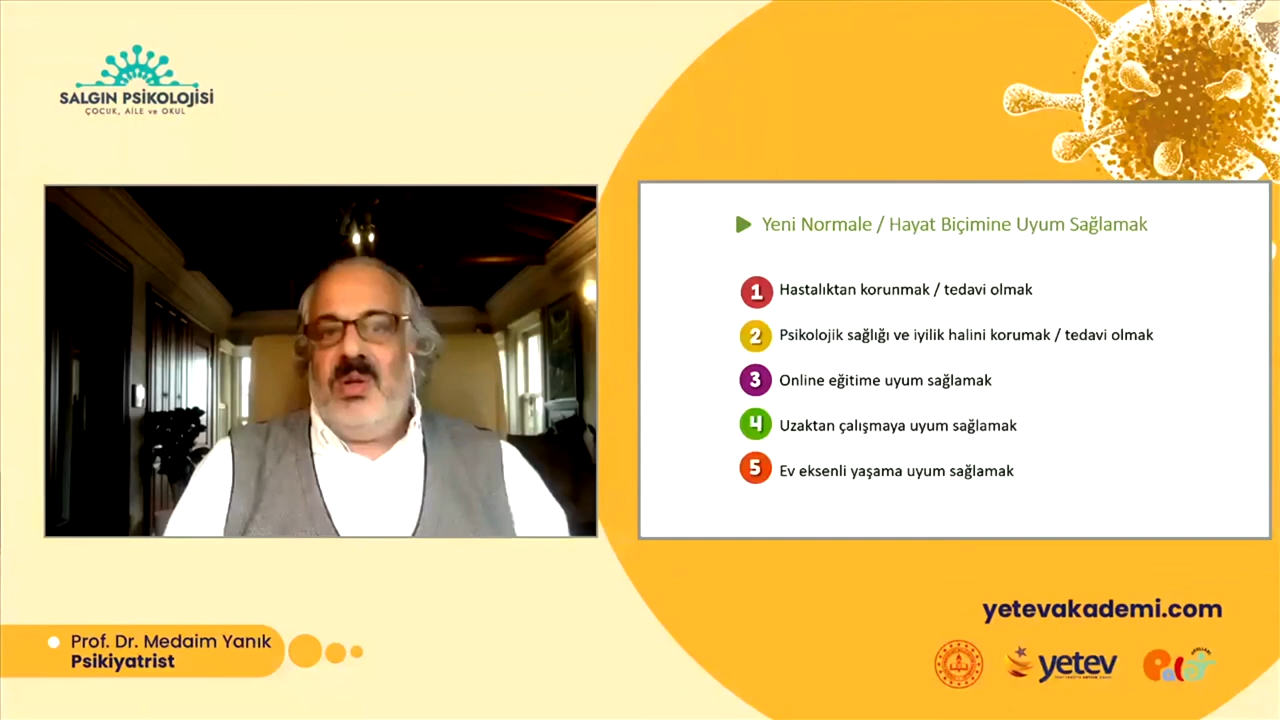 SALGIN PSİKOLOJİSİ
ÇOCUK, AİLE ve OKUL
Yeni Normale / Hayat Biçimine Uyum Sağlamak
1 Hastalıktan korunmak / tedavi olmak
2 Psikolojik sağlığı ve iyilik halini korumak / tedavi olmak
3 Online eğitime uyum sağlamak
4 Uzaktan çalışmaya uyum sağlamak
5 Ev eksenli yaşama uyum sağlamak
yetevakademi.com
Prof. Dr. Medaim Yanık
Psikiyatrist
yetev